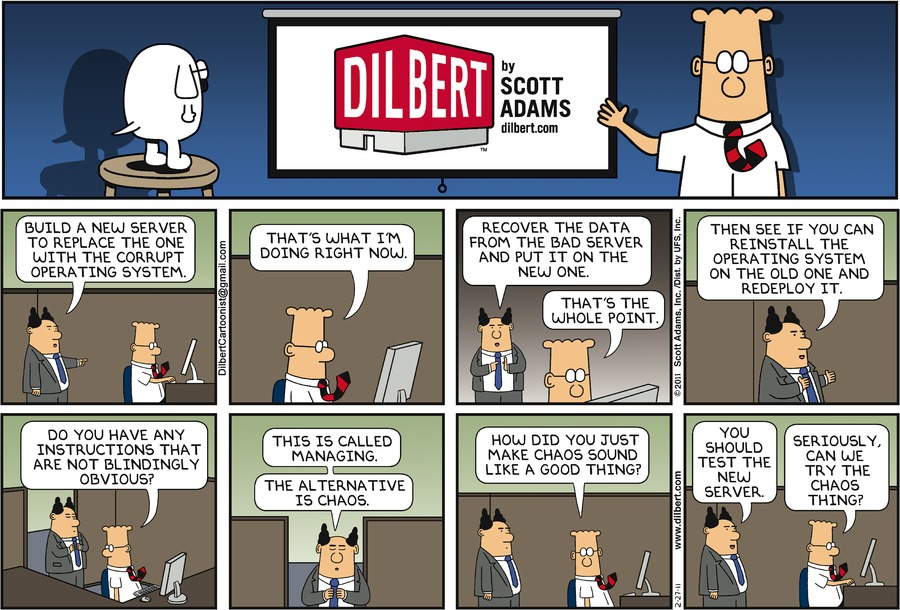 DILBERT
™
by
SCOTT
ADAMS
dilbert.com
BUILD A NEW SERVER
TO REPLACE THE ONE
WITH THE CORRUPT
OPERATING SYSTEM.
DilbertCartoonist@gmail.com
THAT'S WHAT I'M
DOING RIGHT NOW.
RECOVER THE DATA
FROM THE BAD SERVER
AND PUT IT ON THE
NEW ONE.
THAT'S THE
WHOLE POINT.
©2011 Scott Adams, Inc. /Dist. by UFS, Inc.
THEN SEE IF YOU CAN
REINSTALL THE
OPERATING SYSTEM
ON THE OLD ONE AND
REDEPLOY IT.
DO YOU HAVE ANY
INSTRUCTIONS THAT
ARE NOT BLINDINGLY
OBVIOUS?
THIS IS CALLED
MANAGING.
THE ALTERNATIVE
IS CHAOS.
HOW DID YOU JUST
MAKE CHAOS SOUND
LIKE A GOOD THING?
www.dilbert.com
2-27-11
YOU
SHOULD
TEST THE
NEW
SERVER.
SERIOUSLY,
CAN WE
TRY THE
CHAOS
THING?